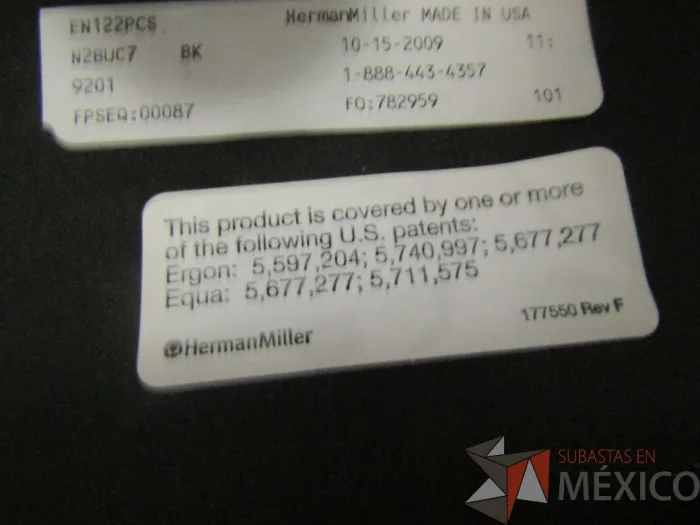 EN122PCS HermanMiller MADE IN USA
N2BUC7 BK 10-15-2009 11:
9201 1-888-443-4357
FPSEQ:00087 FO:782959 101
This product is covered by one or more
of the following U.S. patents:
Ergon: 5,597,204; 5,740,997; 5,677,277
Equa: 5,677,277; 5,711,575
HermanMiller 177550 Rev F
SUBASTAS EN
MÉXICO